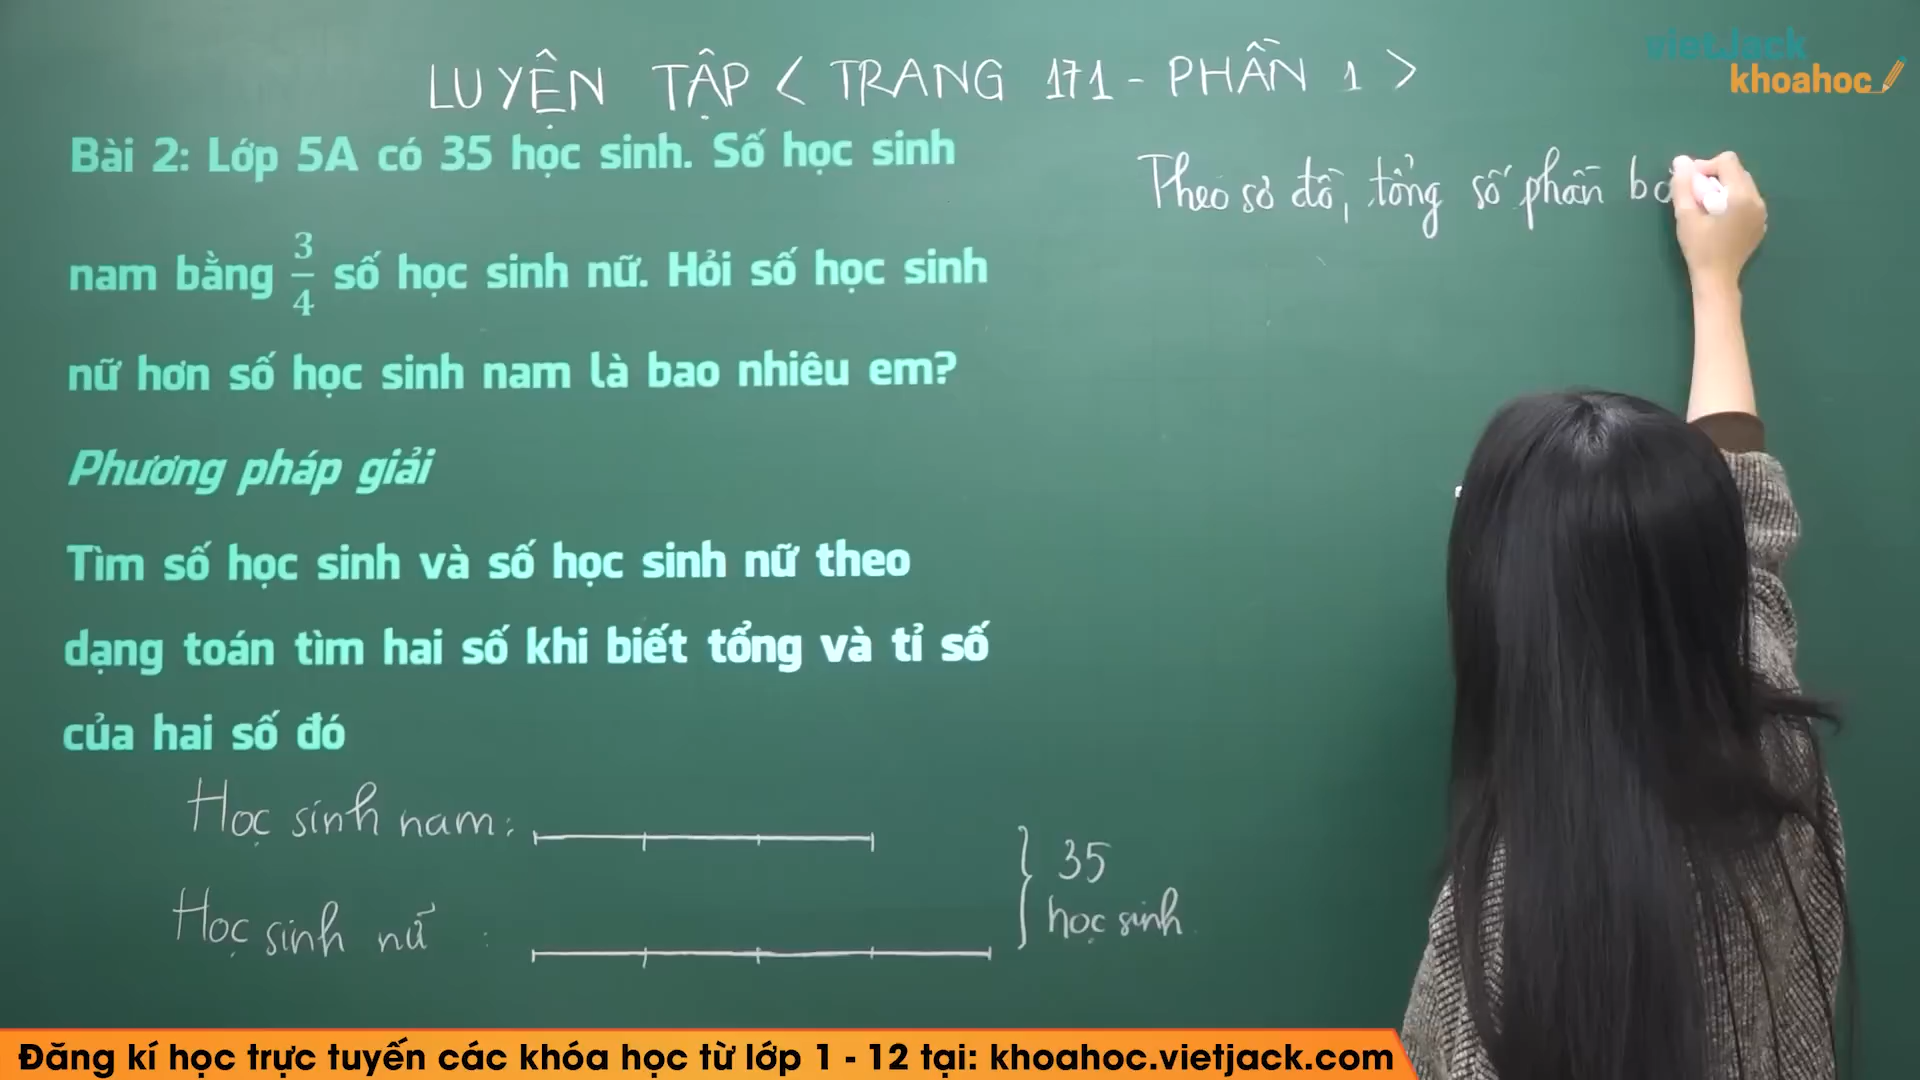 vietJack
khoahoc
LUYỆN TẬP < TRANG 171 - PHẦN 1 >
Bài 2: Lớp 5A có 35 học sinh. Số học sinh
nam bằng 3/4 số học sinh nữ. Hỏi số học sinh
nữ hơn số học sinh nam là bao nhiêu em?
Phương pháp giải
Tìm số học sinh và số học sinh nữ theo
dạng toán tìm hai số khi biết tổng và tỉ số
của hai số đó
Học sinh nam:
Học sinh nữ :
35
học sinh
Theo sơ đồ, tổng số phần
Đăng kí học trực tuyến các khóa học từ lớp 1 - 12 tại: khoahoc.vietjack.com